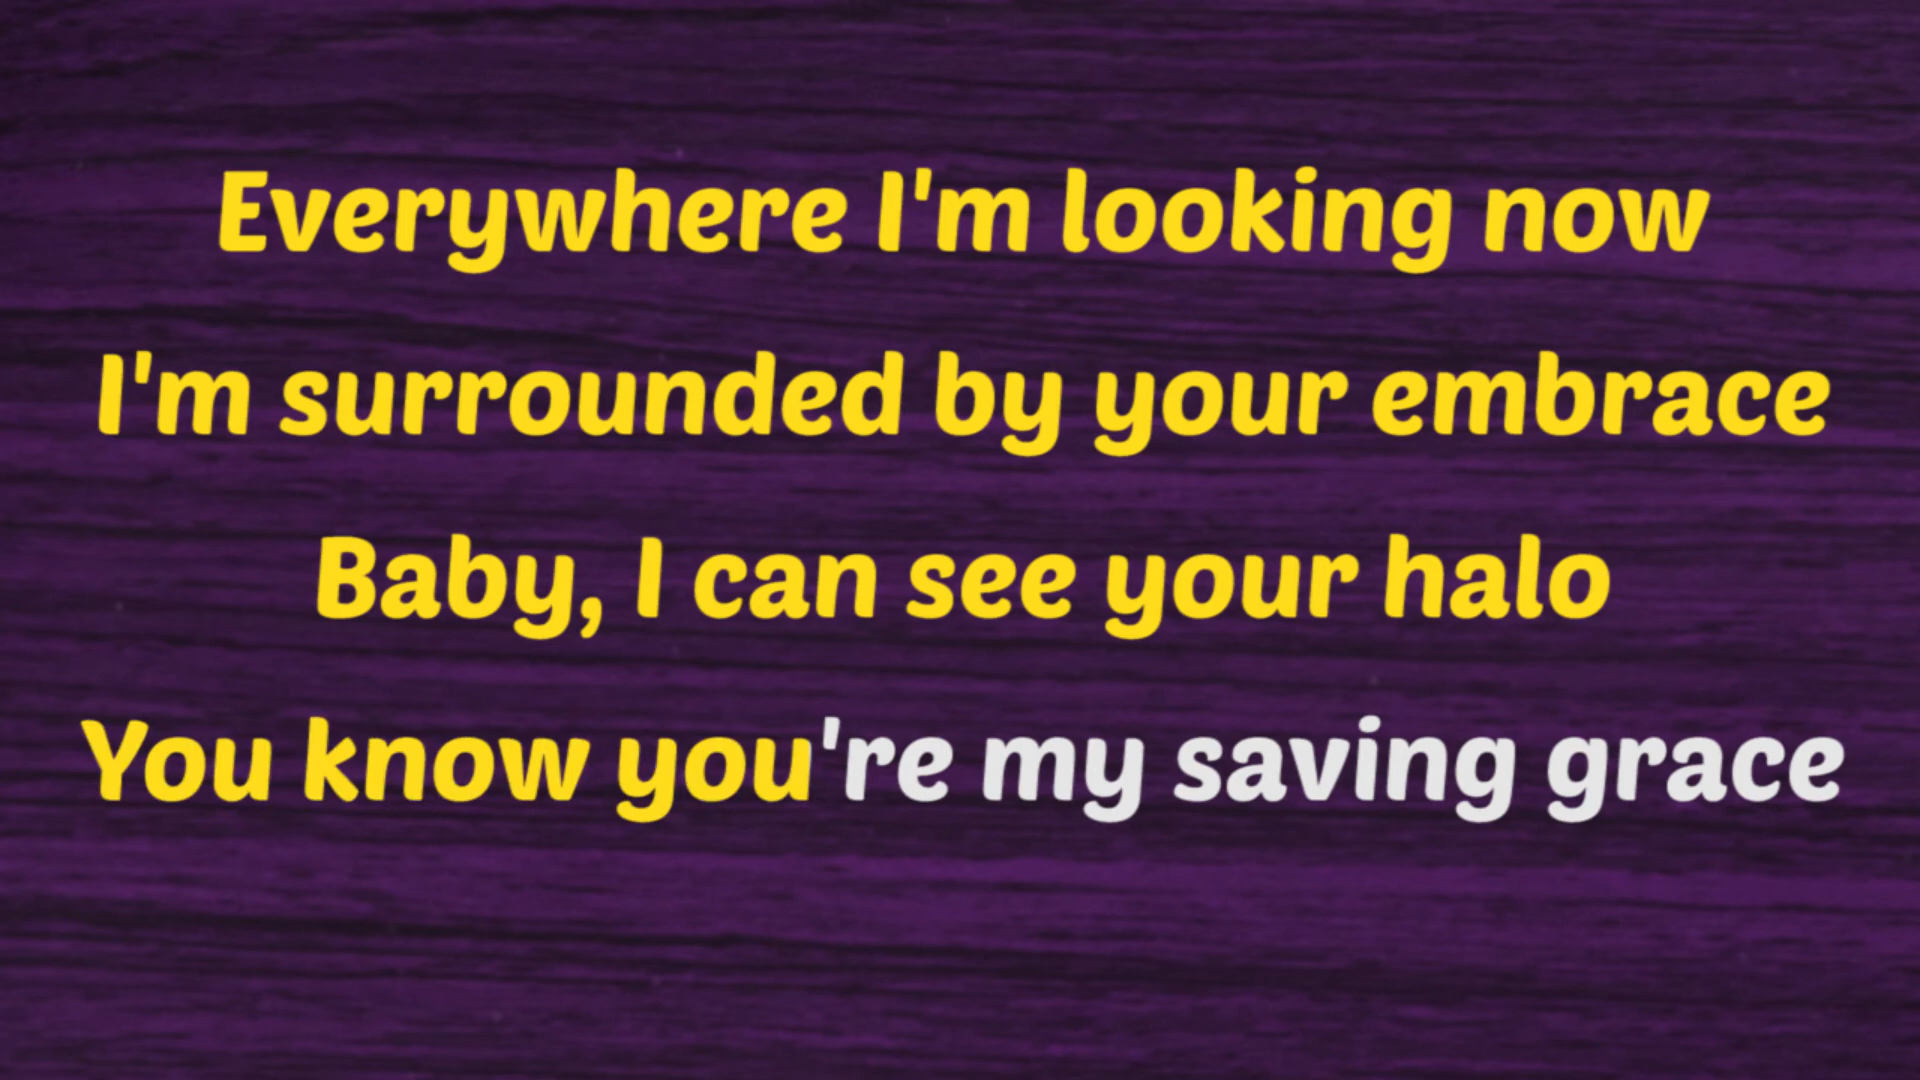 Everywhere I'm looking now
I'm surrounded by your embrace
Baby, I can see your halo
You know you're my saving grace